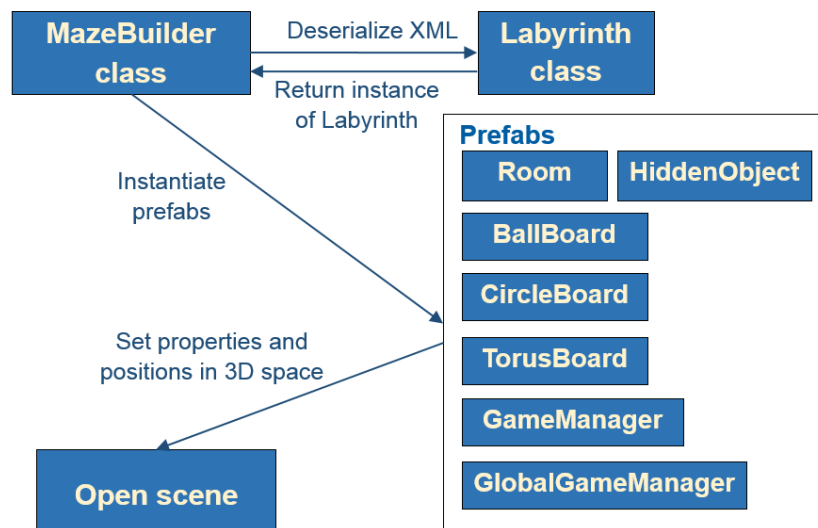 MazeBuilder
class
Deserialize XML
Labyrinth
class
Return instance
of Labyrinth
Instantiate
prefabs
Prefabs
Room
HiddenObject
BallBoard
CircleBoard
TorusBoard
GameManager
GlobalGameManager
Set properties and
positions in 3D space
Open scene